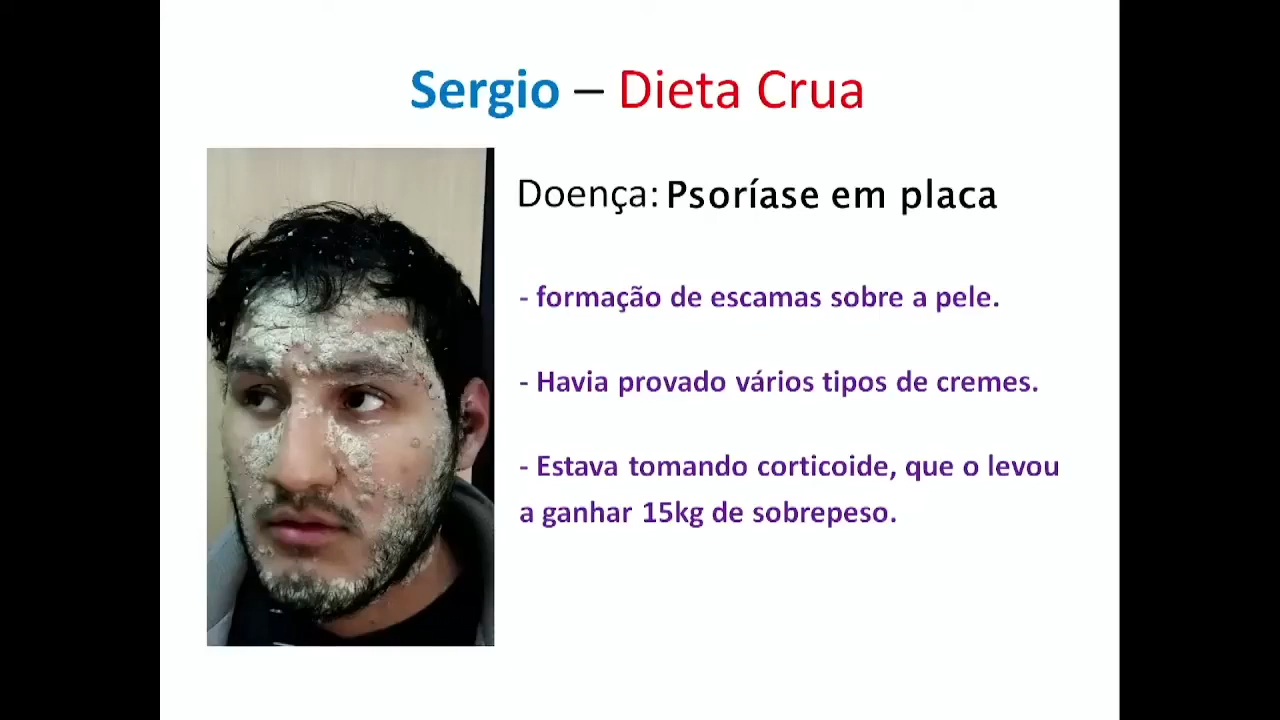 Sergio – Dieta Crua
Doença: Psoríase em placa
- formação de escamas sobre a pele.
- Havia provado vários tipos de cremes.
- Estava tomando corticoide, que o levou
a ganhar 15kg de sobrepeso.